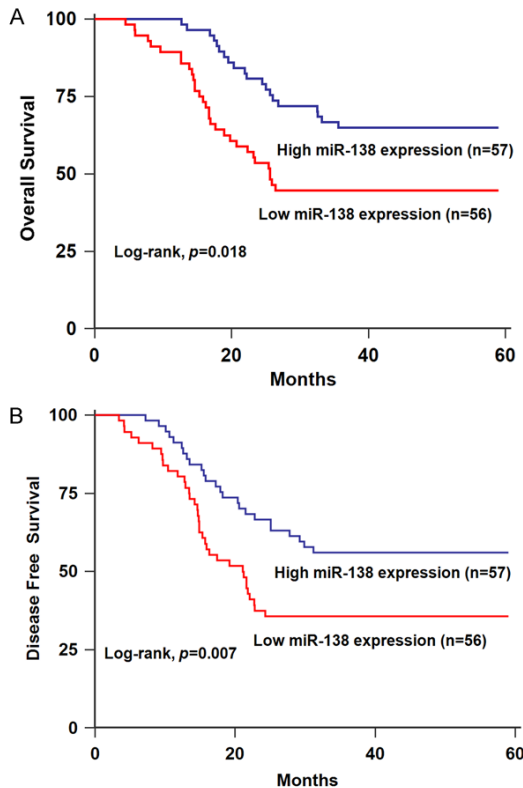 A
100
75
50
25
0
Overall Survival
High miR-138 expression (n=57)
Low miR-138 expression (n=56)
Log-rank, p=0.018
0 20 40 60
Months
B
100
75
50
25
0
Disease Free Survival
High miR-138 expression (n=57)
Low miR-138 expression (n=56)
Log-rank, p=0.007
0 20 40 60
Months